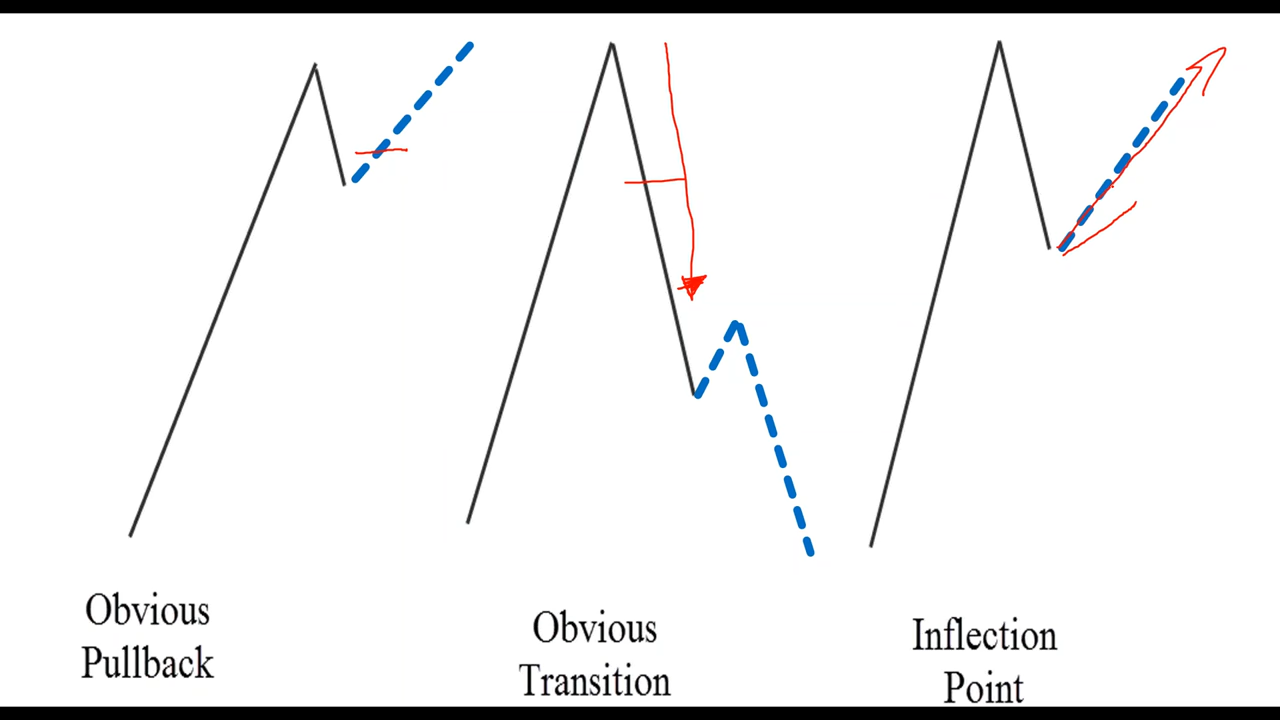 Obvious
Pullback
Obvious
Transition
Inflection
Point